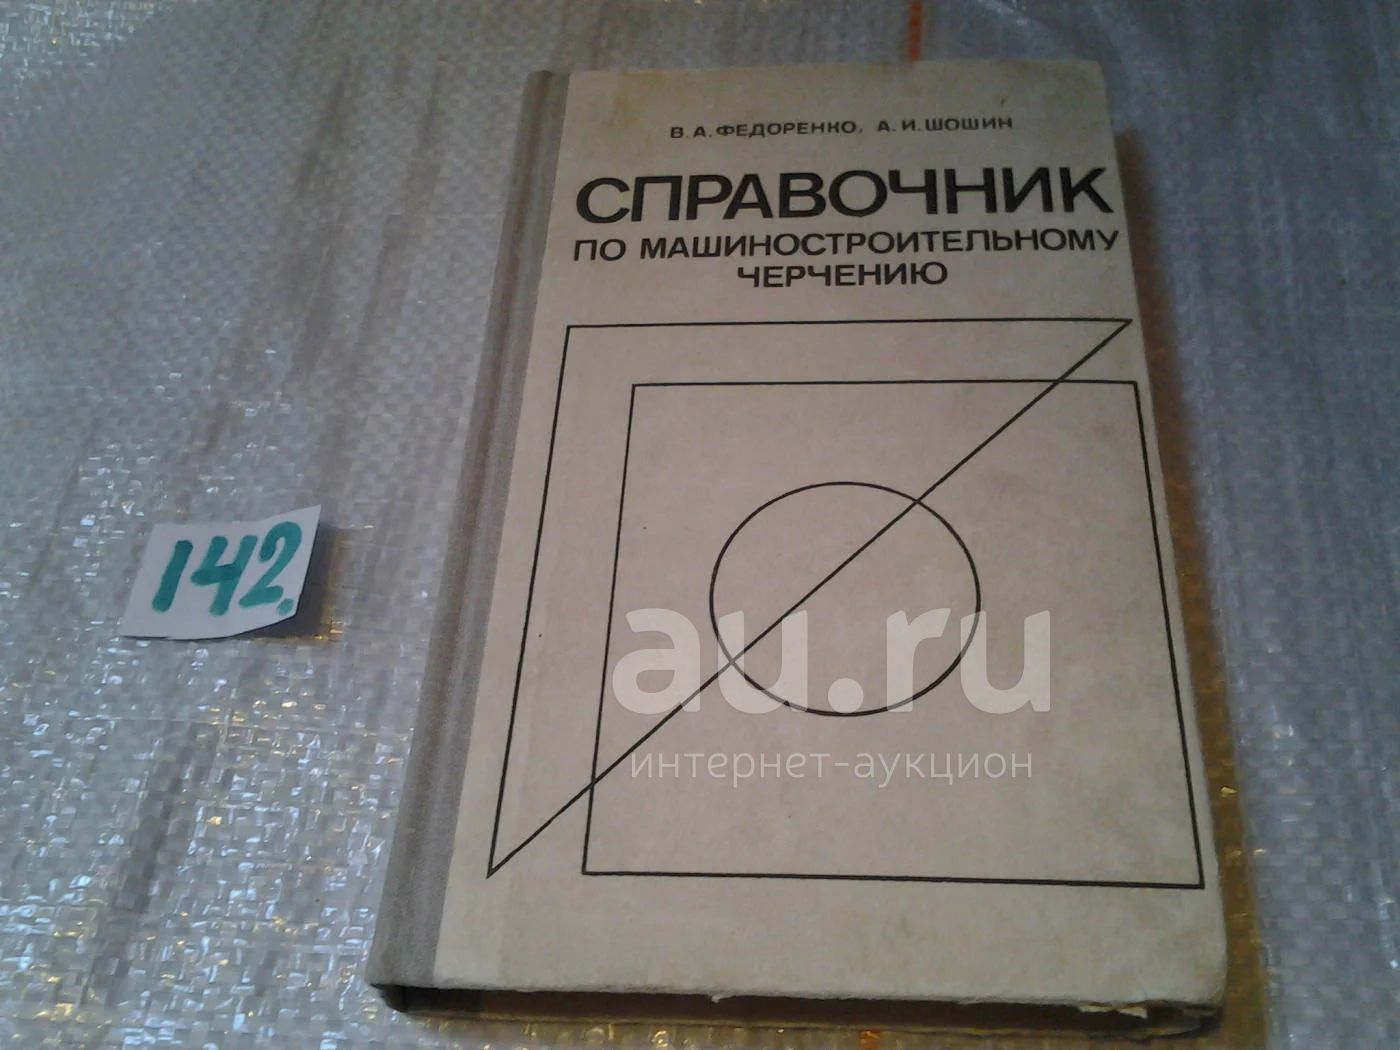 В. А. ФЕДОРЕНКО, А. И. ШОШИН
СПРАВОЧНИК
ПО МАШИНОСТРОИТЕЛЬНОМУ
ЧЕРЧЕНИЮ
142.
au.ru
интернет-аукцион